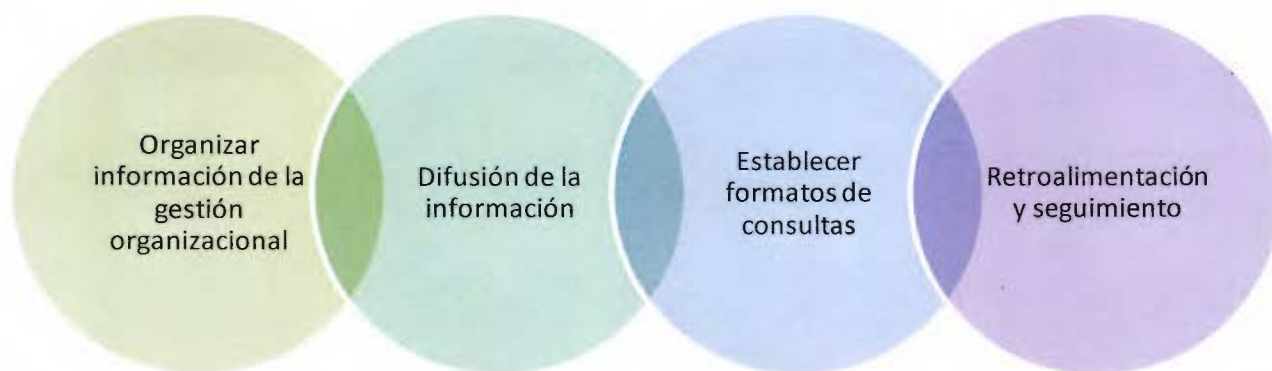 Organizar
información de la
gestión
organizacional
Difusión de la
información
Establecer
formatos de
consultas
Retroalimentación
y seguimiento